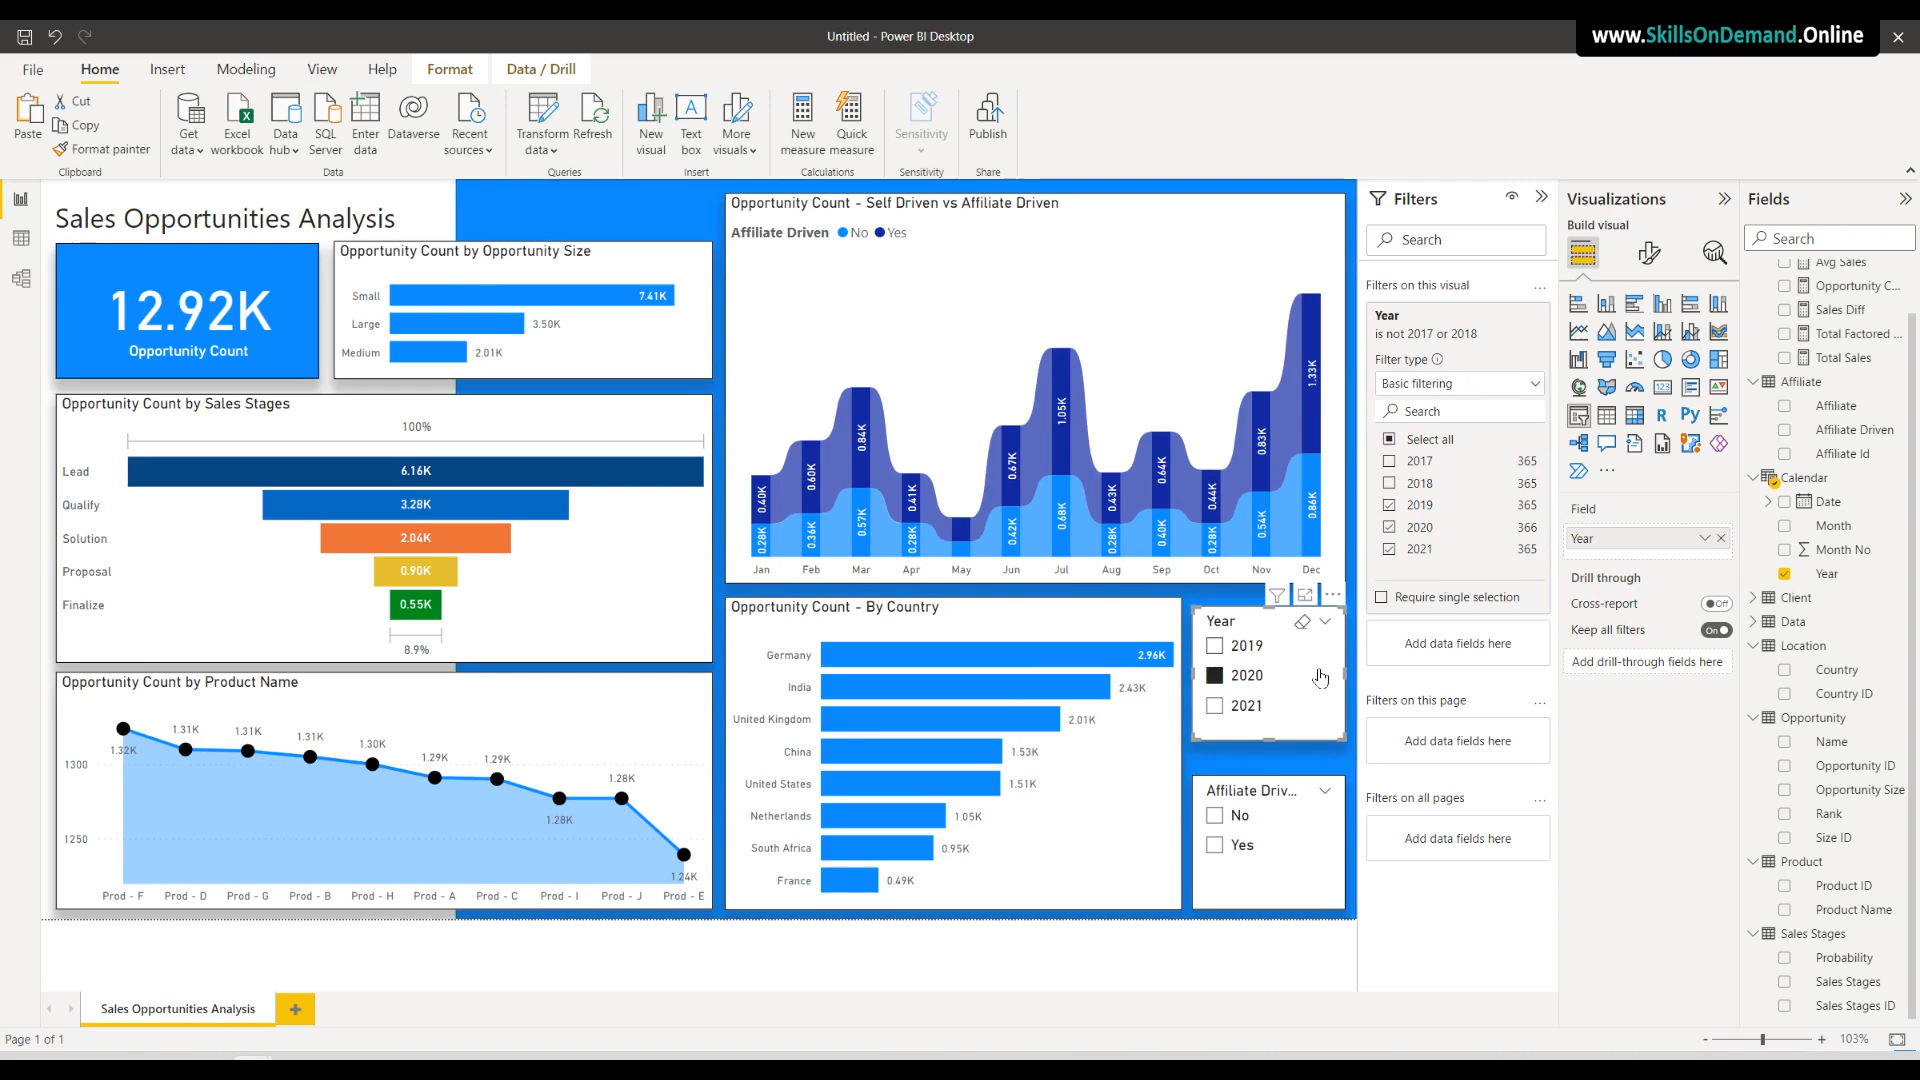 Untitled - Power BI Desktop
www.SkillsOnDemand.Online
File
Home
Insert
Modeling
View
Help
Format
Data / Drill
Paste
Cut
Copy
Format painter
Clipboard
Get data
Excel workbook
Data hub
SQL Server
Enter data
Dataverse
Recent sources
Data
Transform data
Refresh
Queries
New visual
Text box
More visuals
Insert
New measure
Quick measure
Calculations
Sensitivity
Sensitivity
Publish
Share
Sales Opportunities Analysis
12.92K
Opportunity Count
Opportunity Count by Opportunity Size
Small
7.41K
Large
3.50K
Medium
2.01K
Opportunity Count by Sales Stages
100%
Lead
6.16K
Qualify
3.28K
Solution
2.04K
Proposal
0.90K
Finalize
0.55K
8.9%
Opportunity Count by Product Name
1300
1250
1.32K
1.31K
1.31K
1.31K
1.30K
1.29K
1.29K
1.28K
1.28K
1.24K
Prod - F
Prod - D
Prod - G
Prod - B
Prod - H
Prod - A
Prod - C
Prod - I
Prod - J
Prod - E
Opportunity Count - Self Driven vs Affiliate Driven
Affiliate Driven
No
Yes
0.40K
0.60K
0.84K
0.41K
0.67K
1.05K
0.43K
0.64K
0.44K
0.83K
1.33K
0.28K
0.36K
0.57K
0.28K
0.42K
0.68K
0.28K
0.40K
0.28K
0.54K
0.86K
Jan
Feb
Mar
Apr
May
Jun
Jul
Aug
Sep
Oct
Nov
Dec
Opportunity Count - By Country
Germany
2.96K
India
2.43K
United Kingdom
2.01K
China
1.53K
United States
1.51K
Netherlands
1.05K
South Africa
0.95K
France
0.49K
Year
2019
2020
2021
Affiliate Driv...
No
Yes
Filters
Search
Filters on this visual
Year
is not 2017 or 2018
Filter type
Basic filtering
Search
Select all
2017 365
2018 365
2019 365
2020 366
2021 365
Require single selection
Add data fields here
Filters on this page
Add data fields here
Filters on all pages
Add data fields here
Visualizations
Build visual
123
R
Py
Field
Year
Drill through
Cross-report
Off
Keep all filters
On
Add drill-through fields here
Fields
Search
Avg Sales
Opportunity C...
Sales Diff
Total Factored ...
Total Sales
Affiliate
Affiliate
Affiliate Driven
Affiliate Id
Calendar
Date
Month
Month No
Year
Client
Data
Location
Country
Country ID
Opportunity
Name
Opportunity ID
Opportunity Size
Rank
Size ID
Product
Product ID
Product Name
Sales Stages
Probability
Sales Stages
Sales Stages ID
Sales Opportunities Analysis
Page 1 of 1
103%